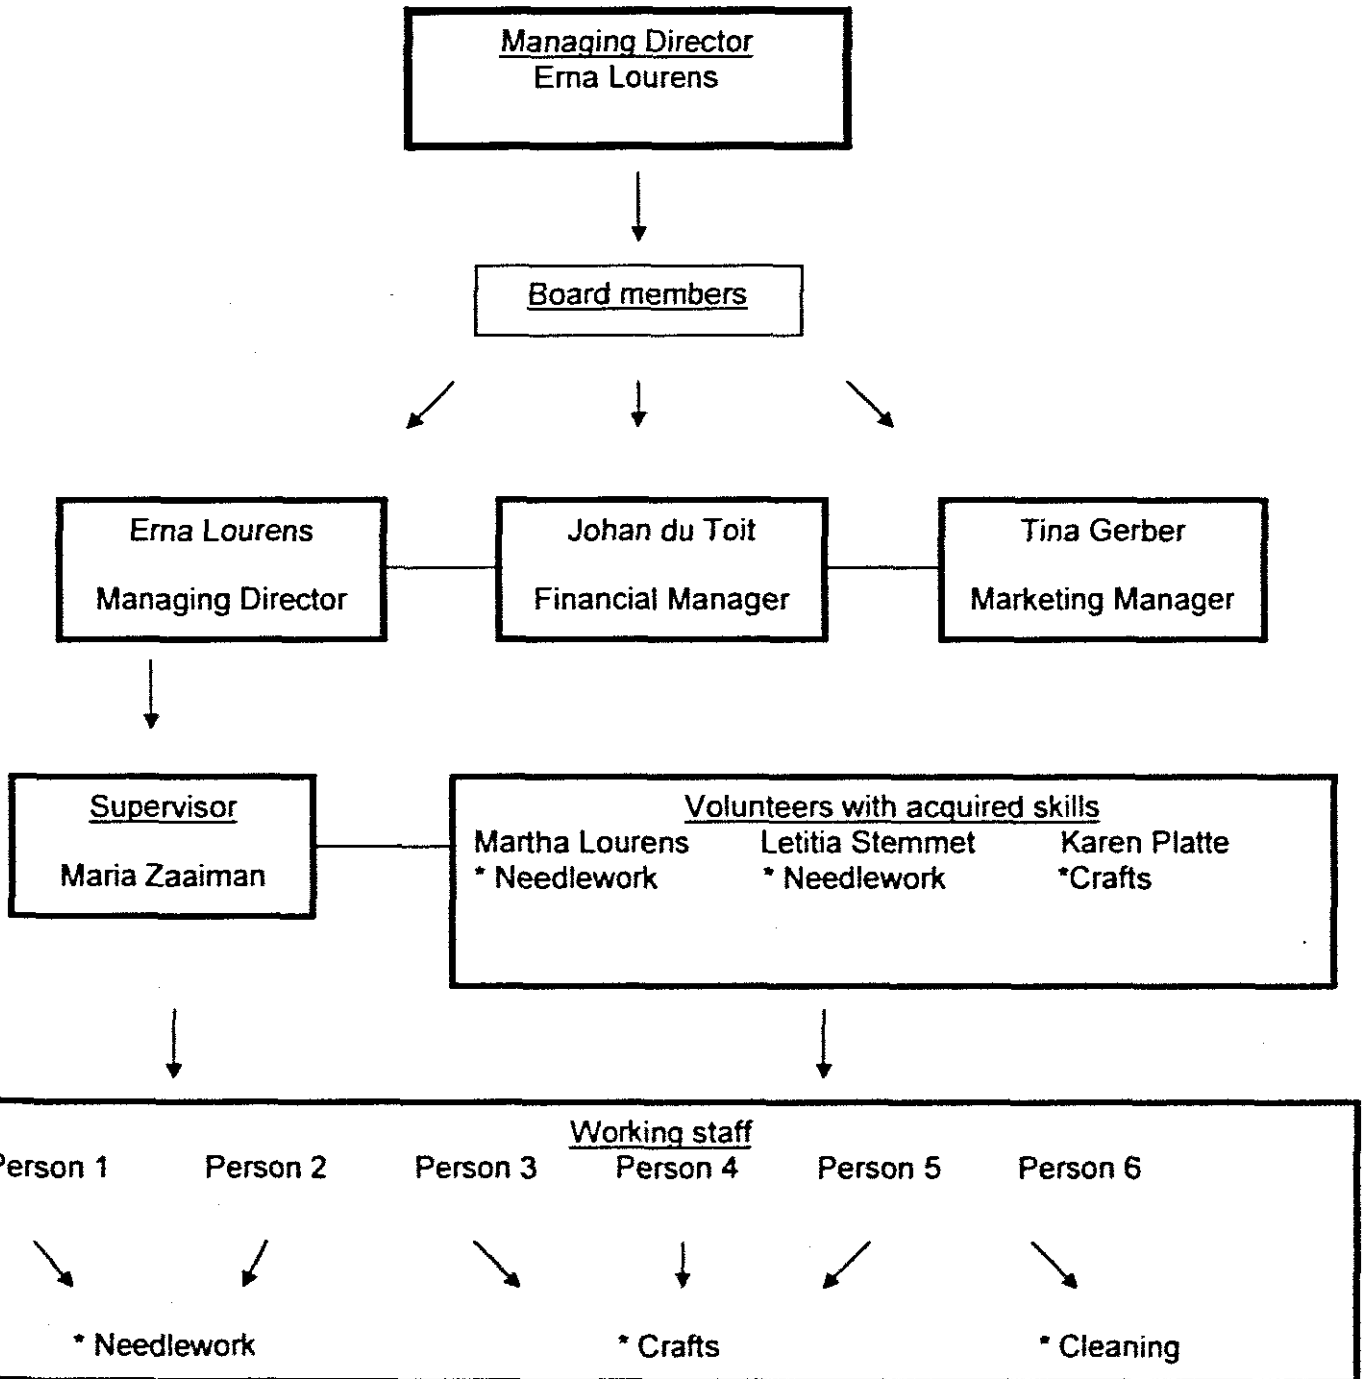 Managing Director
Erna Lourens
Board members
Erna Lourens
Managing Director
Johan du Toit
Financial Manager
Tina Gerber
Marketing Manager
Supervisor
Maria Zaaiman
Volunteers with acquired skills
Martha Lourens Letitia Stemmet Karen Platte
* Needlework * Needlework *Crafts
Working staff
Person 1 Person 2 Person 3 Person 4 Person 5 Person 6
* Needlework * Crafts * Cleaning